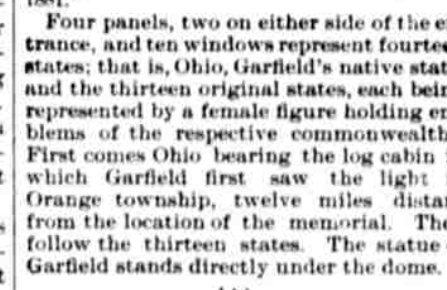 1881.
Four panels, two on either side of the e
trance, and ten windows represent fourte
states; that is, Ohio, Garfield's native stat
and the thirteen original states, each bein
represented by a female figure holding en
blems of the respective commonwealth
First comes Ohio bearing the log cabin
which Garfield first saw the light
Orange township, twelve miles distan
from the location of the memorial. The
follow the thirteen states. The statue
Garfield stands directly under the dome.